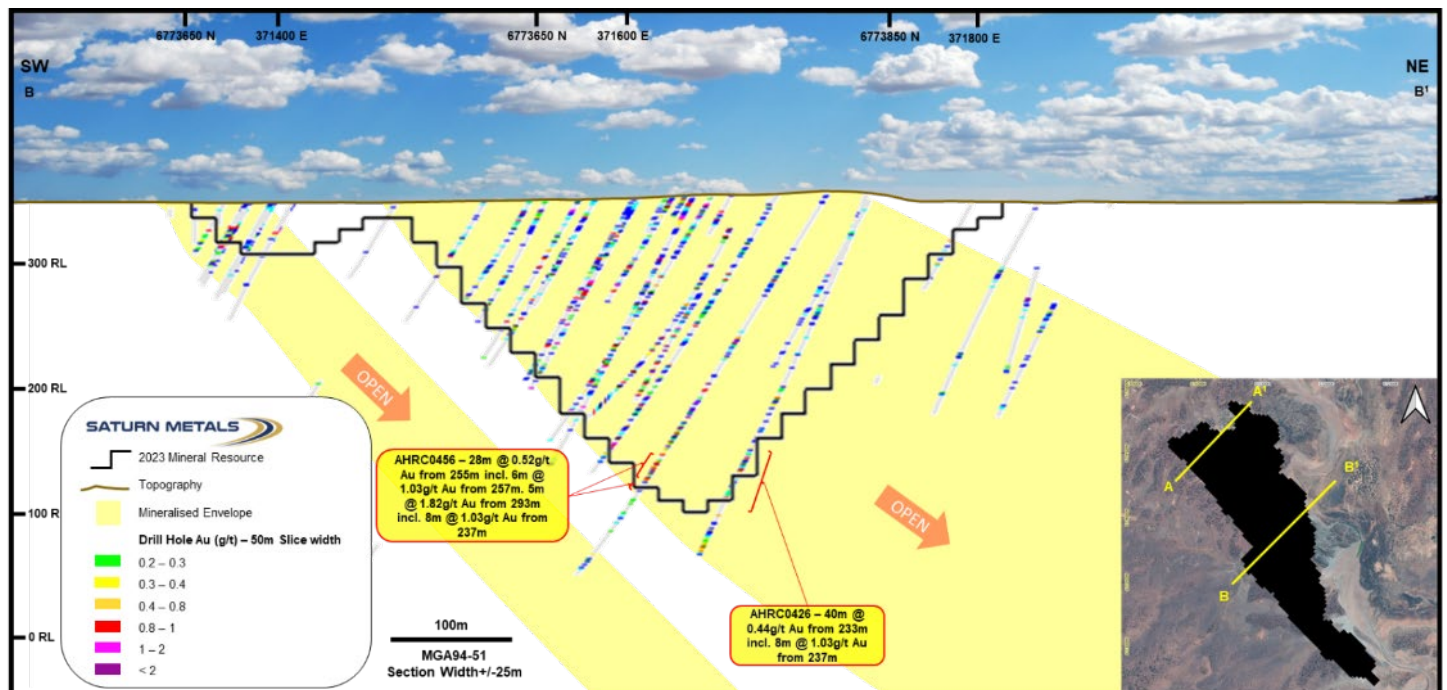 6773650 N
371400 E
6773650 N
371600 E
6773850 N
371800 E
SW
B
NE
B¹
300 RL
200 RL
100 RL
0 RL
OPEN
OPEN
SATURN METALS
2023 Mineral Resource
Topography
Mineralised Envelope
Drill Hole Au (g/t) – 50m Slice width
0.2 – 0.3
0.3 – 0.4
0.4 – 0.8
0.8 – 1
1 – 2
< 2
AHRC0456 – 28m @ 0.52g/t
Au from 255m incl. 6m @
1.03g/t Au from 257m. 5m
@ 1.82g/t Au from 293m
incl. 8m @ 1.03g/t Au from
237m
100m
MGA94-51
Section Width+/-25m
AHRC0426 – 40m @
0.44g/t Au from 233m
incl. 8m @ 1.03g/t Au
from 237m
A¹
A
B¹
B